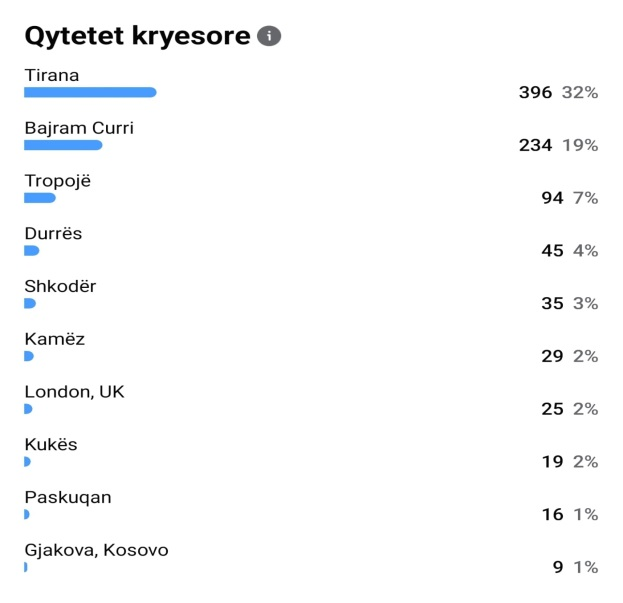 Qytetet kryesore
Tirana
396 32%
Bajram Curri
234 19%
Tropojë
94 7%
Durrës
45 4%
Shkodër
35 3%
Kamëz
29 2%
London, UK
25 2%
Kukës
19 2%
Paskuqan
16 1%
Gjakova, Kosovo
9 1%